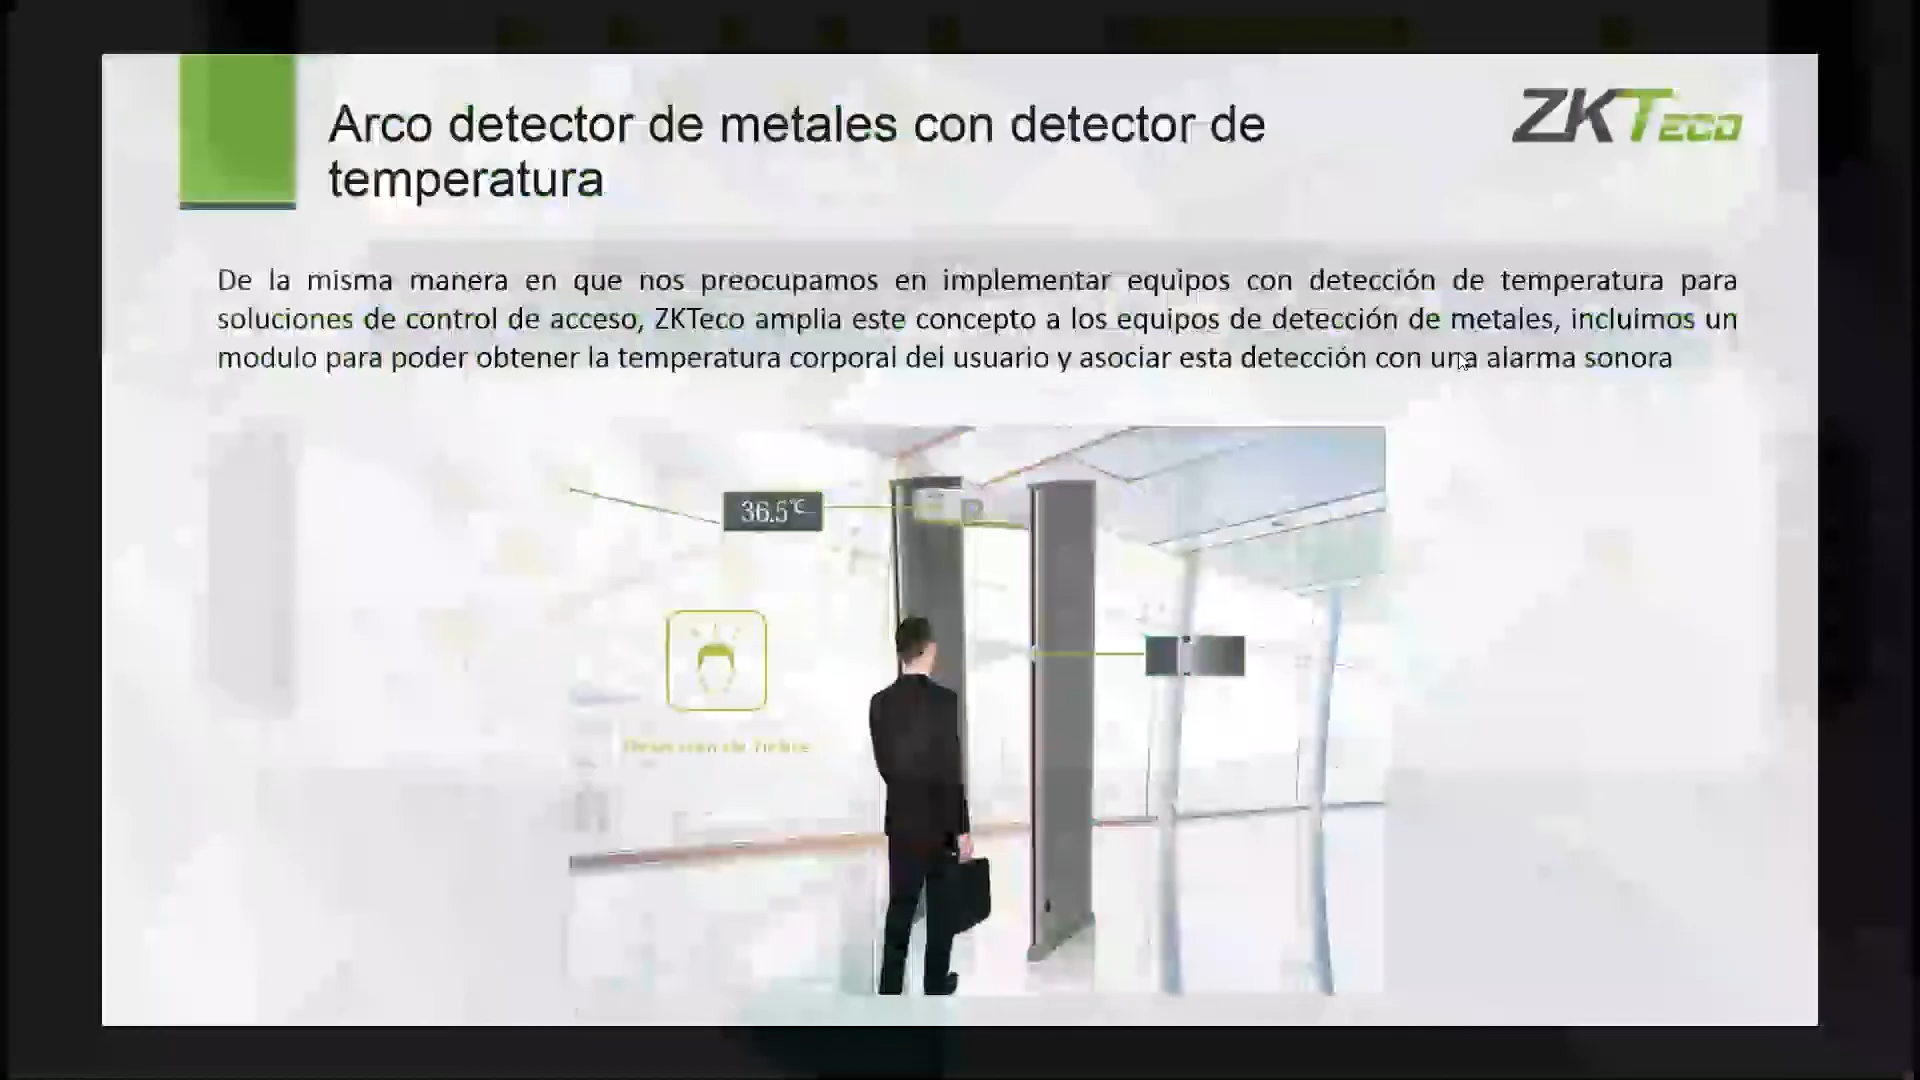 Arco detector de metales con detector de
temperatura
ZKTeco
De la misma manera en que nos preocupamos en implementar equipos con detección de temperatura para
soluciones de control de acceso, ZKTeco amplia este concepto a los equipos de detección de metales, incluimos un
modulo para poder obtener la temperatura corporal del usuario y asociar esta detección con una alarma sonora
36.5℃
de